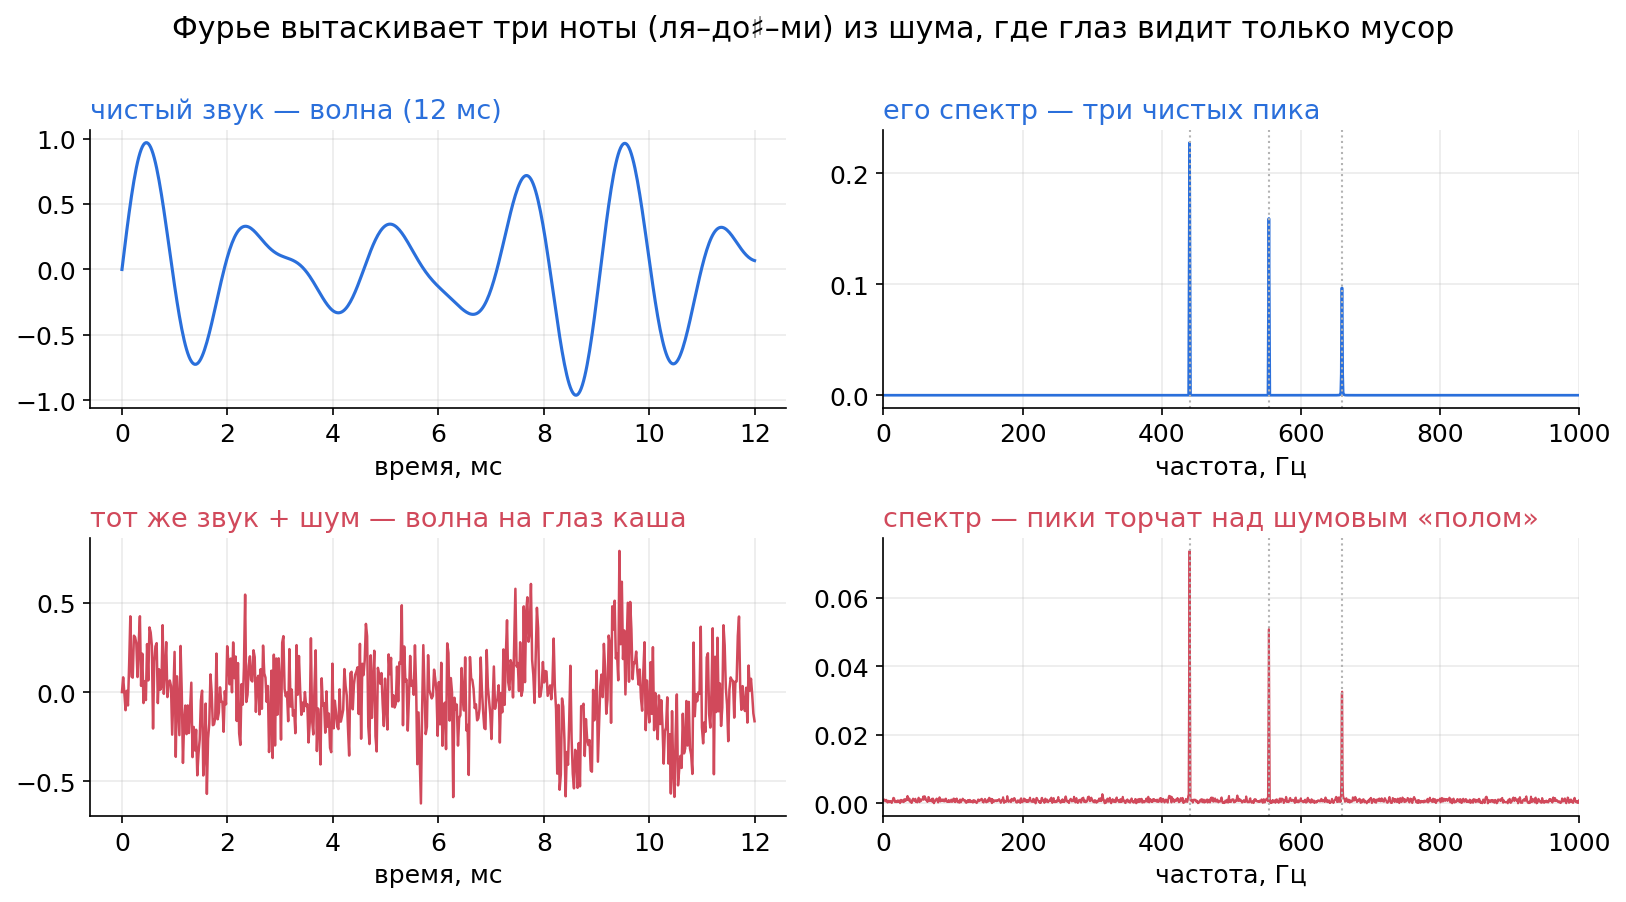 Фурье вытаскивает три ноты (ля–до♯–ми) из шума, где глаз видит только мусор
чистый звук — волна (12 мс)
1.0
0.5
0.0
−0.5
−1.0
0 2 4 6 8 10 12
время, мс
его спектр — три чистых пика
0.2
0.1
0.0
0 200 400 600 800 1000
частота, Гц
тот же звук + шум — волна на глаз каша
0.5
0.0
−0.5
0 2 4 6 8 10 12
время, мс
спектр — пики торчат над шумовым «полом»
0.06
0.04
0.02
0.00
0 200 400 600 800 1000
частота, Гц